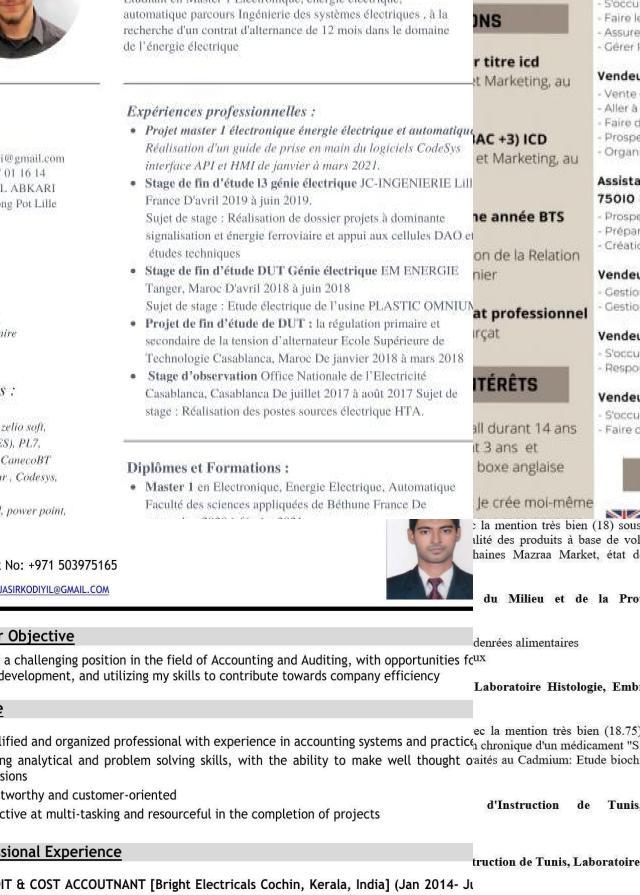 automatique parcours Ingénierie des systèmes électriques , à la
recherche d'un contrat d'alternance de 12 mois dans le domaine
de l'énergie électrique
Expériences professionnelles :
Projet master 1 électronique énergie électrique et automatique
Réalisation d'un guide de prise en main du logiciels CodeSys
interface API et HMI de janvier à mars 2021.
Stage de fin d'étude l3 génie électrique JC-INGENIERIE Lill
France D'avril 2019 à juin 2019.
Sujet de stage : Réalisation de dossier projets à dominante
signalisation et énergie ferroviaire et appui aux cellules DAO et
études techniques
Stage de fin d'étude DUT Génie électrique EM ENERGIE
Tanger, Maroc D'avril 2018 à juin 2018
Sujet de stage : Etude électrique de l'usine PLASTIC OMNIUM
Projet de fin d'étude de DUT : la régulation primaire et
secondaire de la tension d'alternateur Ecole Supérieure de
Technologie Casablanca, Maroc De janvier 2018 à mars 2018
Stage d'observation Office Nationale de l'Electricité
Casablanca, Casablanca De juillet 2017 à août 2017 Sujet de
stage : Réalisation des postes sources électrique HTA.
Diplômes et Formations :
Master 1 en Electronique, Energie Electrique, Automatique
Faculté des sciences appliquées de Béthune France De
i@gmail.com
01 16 14
L ABKARI
ng Pot Lille
ire
s :
zelio soft,
ES), PL7,
CanecoBT
r , Codesys,
l, power point,
ONS
r titre icd
et Marketing, au
AC +3) ICD
et Marketing, au
ne année BTS
on de la Relation
nier
at professionnel
rçat
TÉRÊTS
all durant 14 ans
t 3 ans et
boxe anglaise
Je crée moi-même
- S'occu
- Faire le
- Assure
- Gérer l
Vendeu
- Vente
- Aller à
- Faire d
- Prospe
- Organ
Assista
75010
- Prospe
- Prépar
- Créatio
Vendeu
- Gestio
- Gestio
Vendeu
- S'occu
- Respo
Vendeu
- S'occu
- Faire c
No: +971 503975165
JASIRKODIYIL@GMAIL.COM
r Objective
a challenging position in the field of Accounting and Auditing, with opportunities fo
development, and utilizing my skills to contribute towards company efficiency
e
lified and organized professional with experience in accounting systems and practice
ng analytical and problem solving skills, with the ability to make well thought o
sions
tworthy and customer-oriented
ctive at multi-tasking and resourceful in the completion of projects
ssional Experience
IT & COST ACCOUTNANT [Bright Electricals Cochin, Kerala, India] (Jan 2014- Ju
la mention très bien (18) sous
lité des produits à base de vol
haines Mazraa Market, état d
du Milieu et de la Pro
denrées alimentaires
ux
Laboratoire Histologie, Emb
ec la mention très bien (18.75)
chronique d'un médicament "S
aités au Cadmium: Etude bioch
d'Instruction de Tunis,
truction de Tunis, Laboratoire